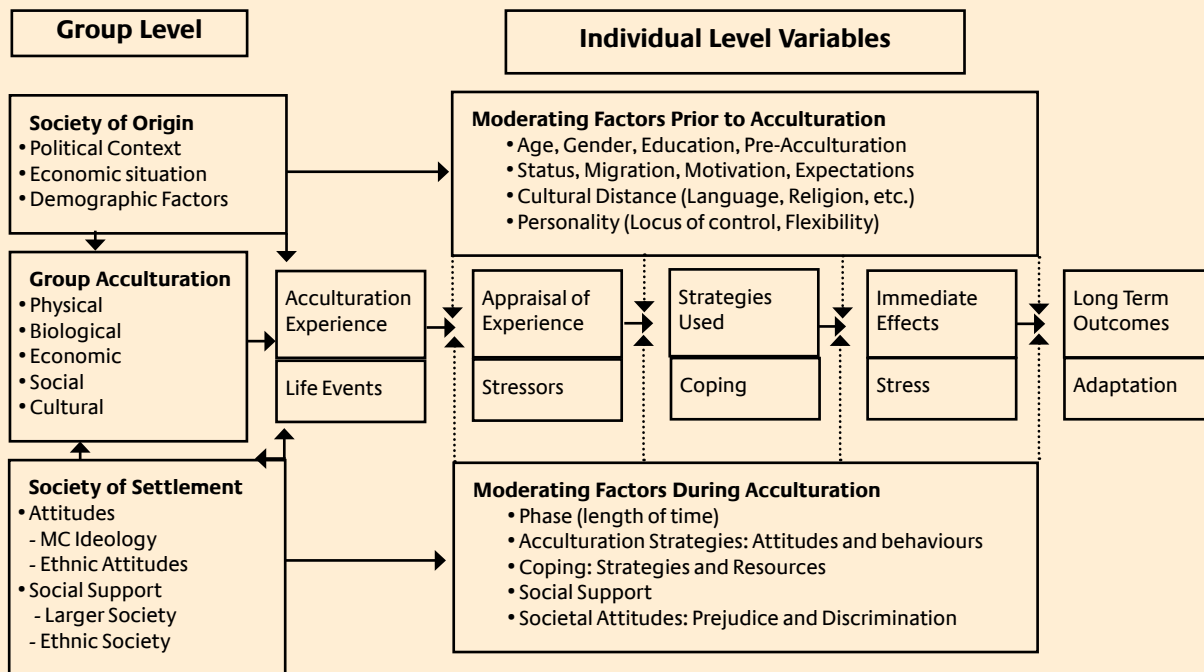 Group Level
Individual Level Variables
Society of Origin
• Political Context
• Economic situation
• Demographic Factors
Moderating Factors Prior to Acculturation
• Age, Gender, Education, Pre-Acculturation
• Status, Migration, Motivation, Expectations
• Cultural Distance (Language, Religion, etc.)
• Personality (Locus of control, Flexibility)
Group Acculturation
• Physical
• Biological
• Economic
• Social
• Cultural
Acculturation
Experience
Life Events
Appraisal of
Experience
Stressors
Strategies
Used
Coping
Immediate
Effects
Stress
Long Term
Outcomes
Adaptation
Society of Settlement
• Attitudes
- MC Ideology
- Ethnic Attitudes
• Social Support
- Larger Society
- Ethnic Society
Moderating Factors During Acculturation
• Phase (length of time)
• Acculturation Strategies: Attitudes and behaviours
• Coping: Strategies and Resources
• Social Support
• Societal Attitudes: Prejudice and Discrimination